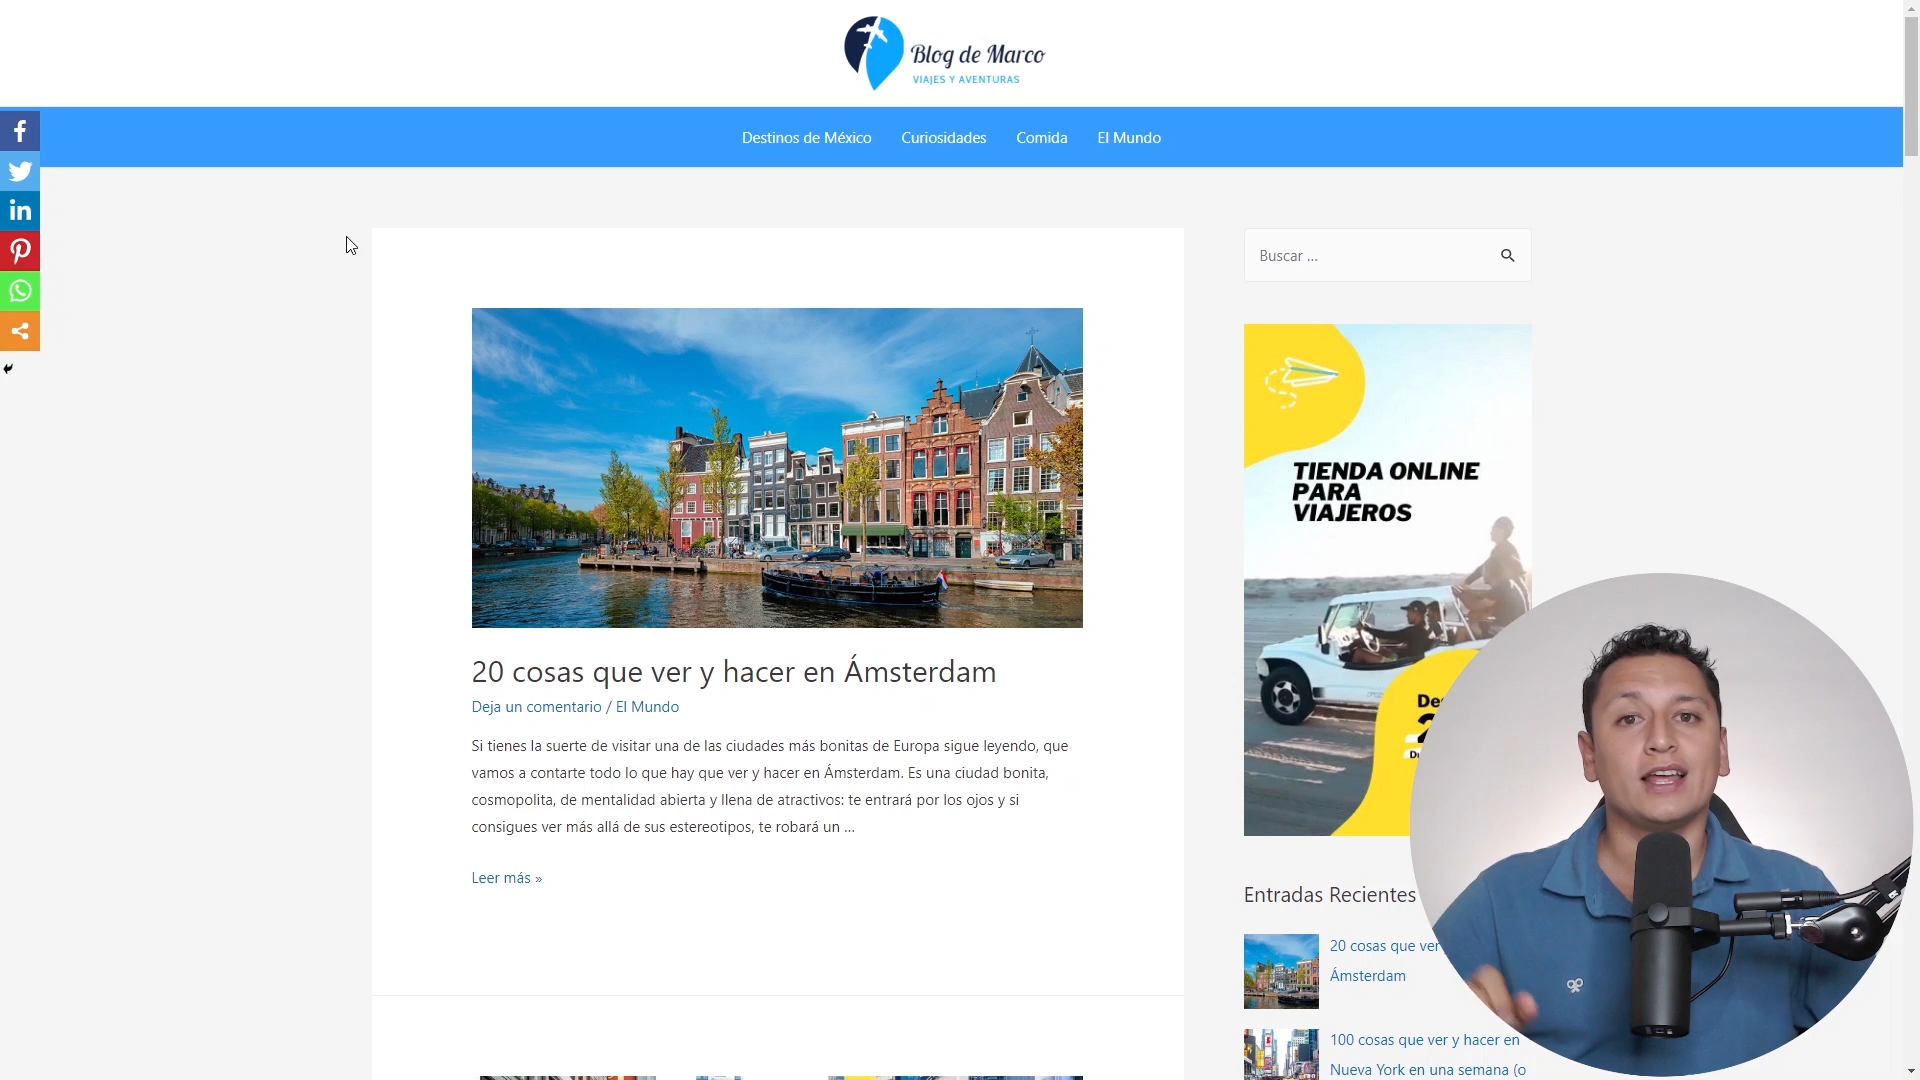 Blog de Marco
VIAJES Y AVENTURAS
Destinos de México
Curiosidades
Comida
El Mundo
Buscar ...
TIENDA ONLINE
PARA
VIAJEROS
20 cosas que ver y hacer en Ámsterdam
Deja un comentario / El Mundo
Si tienes la suerte de visitar una de las ciudades más bonitas de Europa sigue leyendo, que
vamos a contarte todo lo que hay que ver y hacer en Ámsterdam. Es una ciudad bonita,
cosmopolita, de mentalidad abierta y llena de atractivos: te entrará por los ojos y si
consigues ver más allá de sus estereotipos, te robará un …
Leer más »
Entradas Recientes
20 cosas que ver
Ámsterdam
100 cosas que ver y hacer en
Nueva York en una semana (o